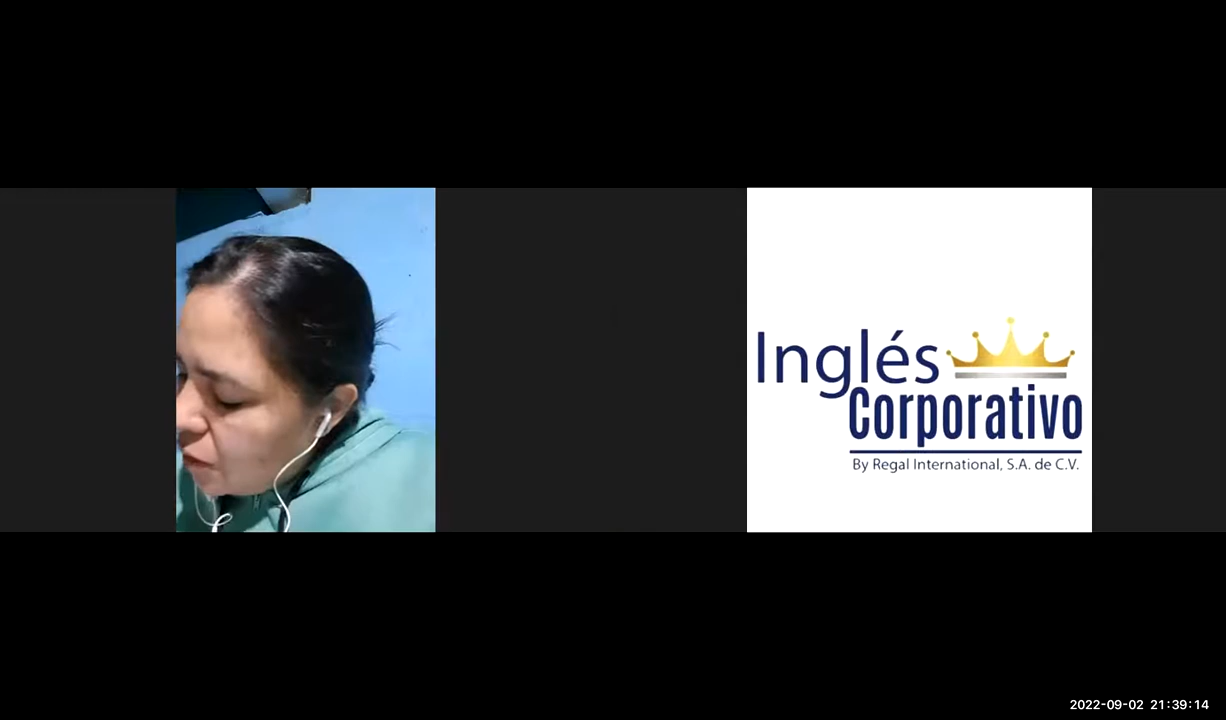 Inglés
Corporativo
By Regal International, S.A. de C.V.
2022-09-02 21:39:14